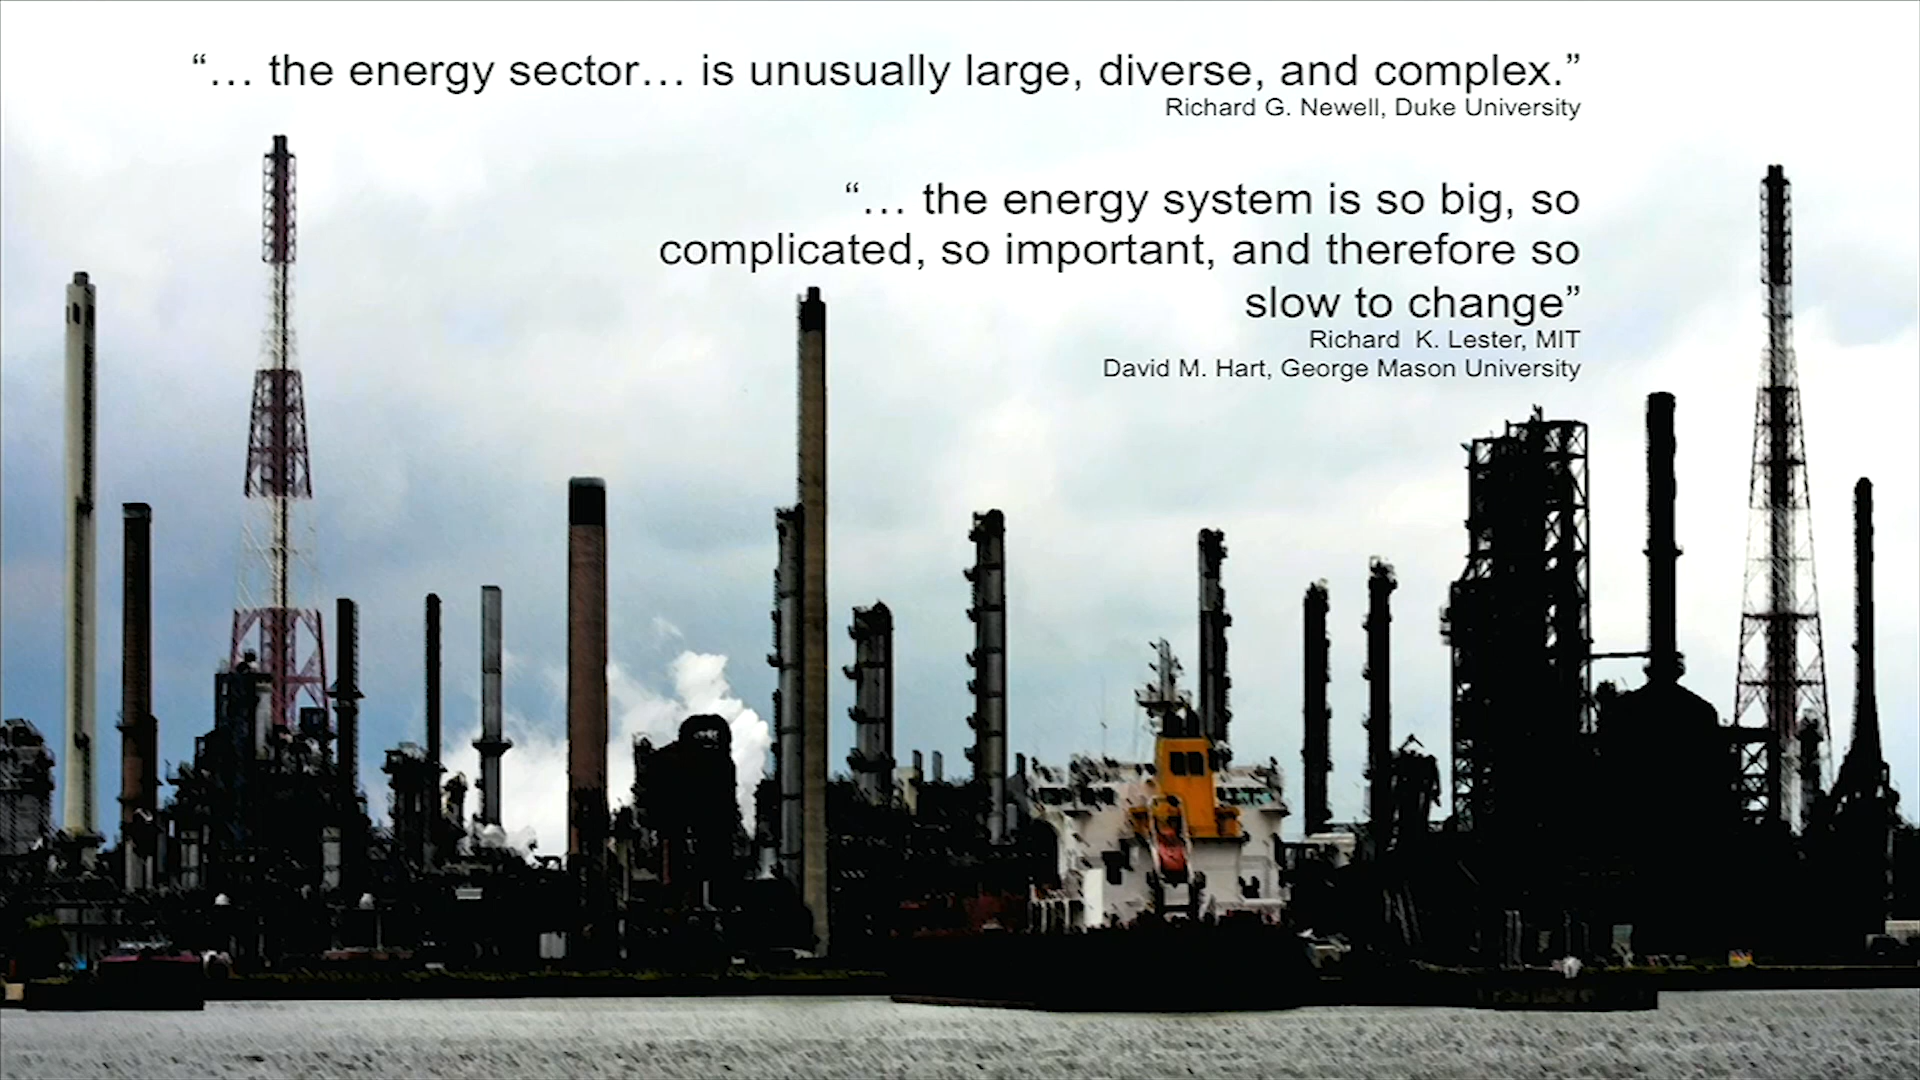 “… the energy sector… is unusually large, diverse, and complex.”
Richard G. Newell, Duke University
“… the energy system is so big, so
complicated, so important, and therefore so
slow to change”
Richard  K. Lester, MIT
David M. Hart, George Mason University